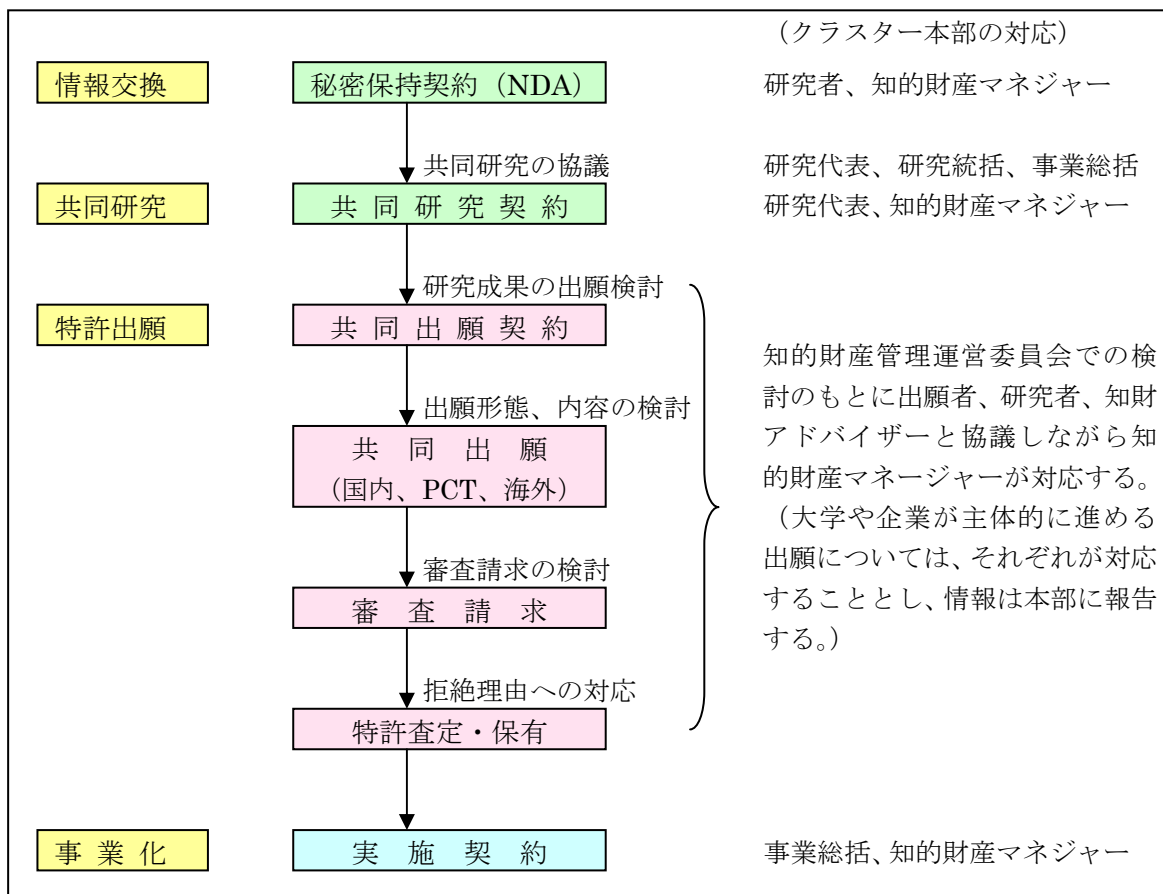 （クラスター本部の対応）
情報交換
秘密保持契約（NDA）
研究者、知的財産マネジャー
共同研究の協議
研究代表、研究統括、事業総括
共同研究
共 同 研 究 契 約
研究代表、知的財産マネジャー
研究成果の出願検討
特許出願
共 同 出 願 契 約
出願形態、内容の検討
共 同 出 願
（国内、PCT、海外）
審査請求の検討
審 査 請 求
拒絶理由への対応
特許査定・保有
知的財産管理運営委員会での検
討のもとに出願者、研究者、知財
アドバイザーと協議しながら知
的財産マネージャーが対応する。
（大学や企業が主体的に進める
出願については、それぞれが対応
することとし、情報は本部に報告
する。）
事 業 化
実 施 契 約
事業総括、知的財産マネジャー